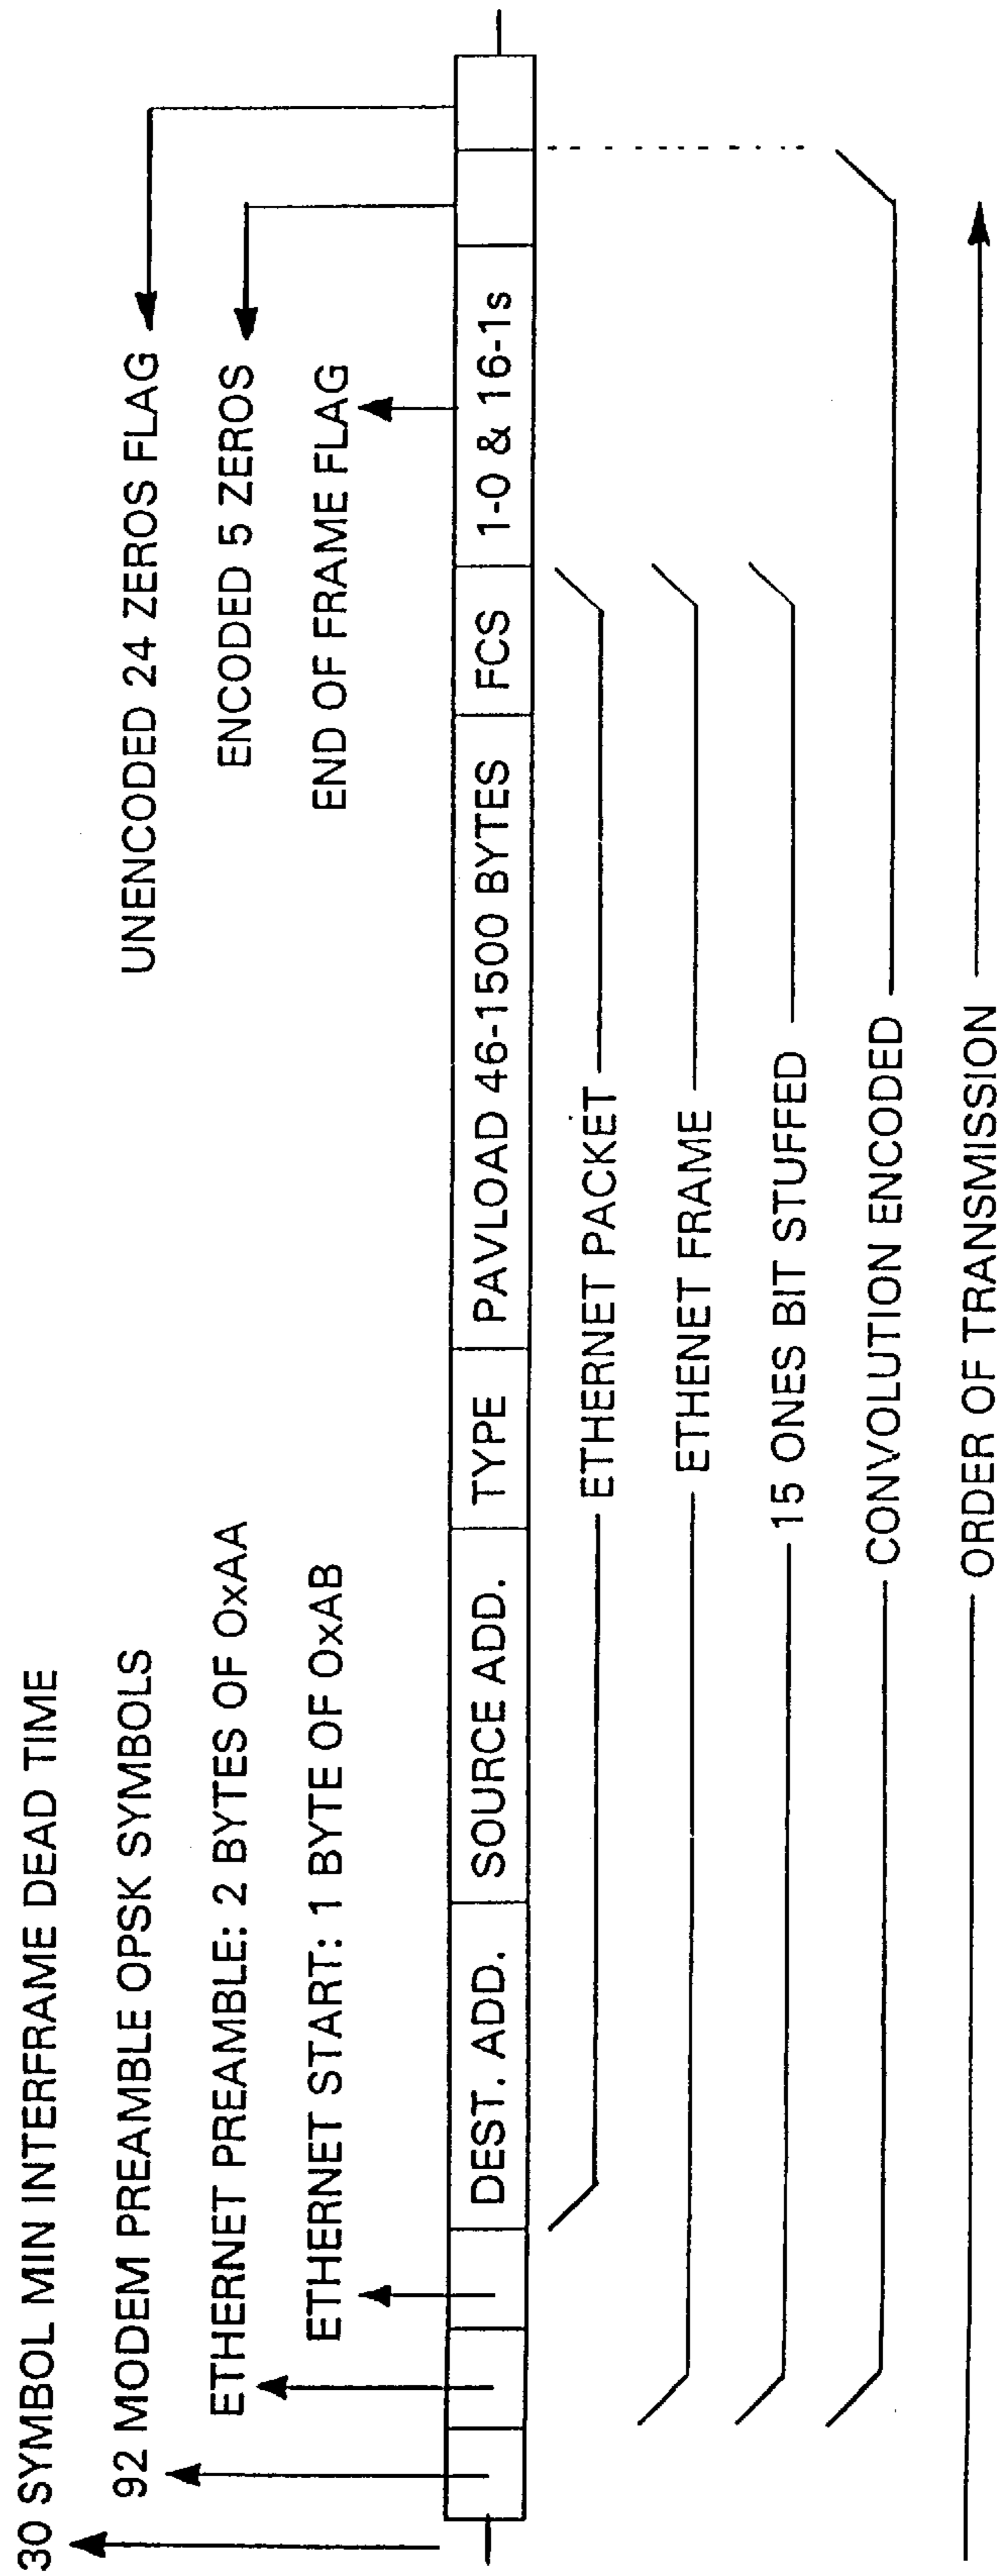 30 SYMBOL MIN INTERFRAME DEAD TIME
92 MODEM PREAMBLE OPSK SYMBOLS
ETHERNET PREAMBLE: 2 BYTES OF OxAA
ETHERNET START: 1 BYTE OF OxAB
UNENCODED 24 ZEROS FLAG
ENCODED 5 ZEROS
END OF FRAME FLAG
DEST. ADD.
SOURCE ADD.
TYPE
PAVLOAD 46-1500 BYTES
FCS
1-0 & 16-1s
ETHERNET PACKET
ETHENET FRAME
15 ONES BIT STUFFED
CONVOLUTION ENCODED
ORDER OF TRANSMISSION